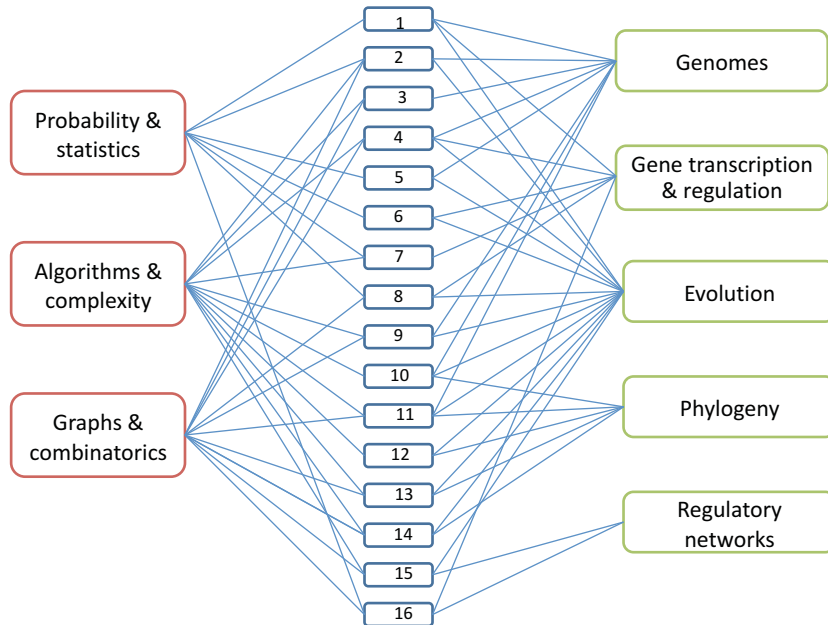 Probability &
statistics
Algorithms &
complexity
Graphs &
combinatorics
1
2
3
4
5
6
7
8
9
10
11
12
13
14
15
16
Genomes
Gene transcription
& regulation
Evolution
Phylogeny
Regulatory
networks